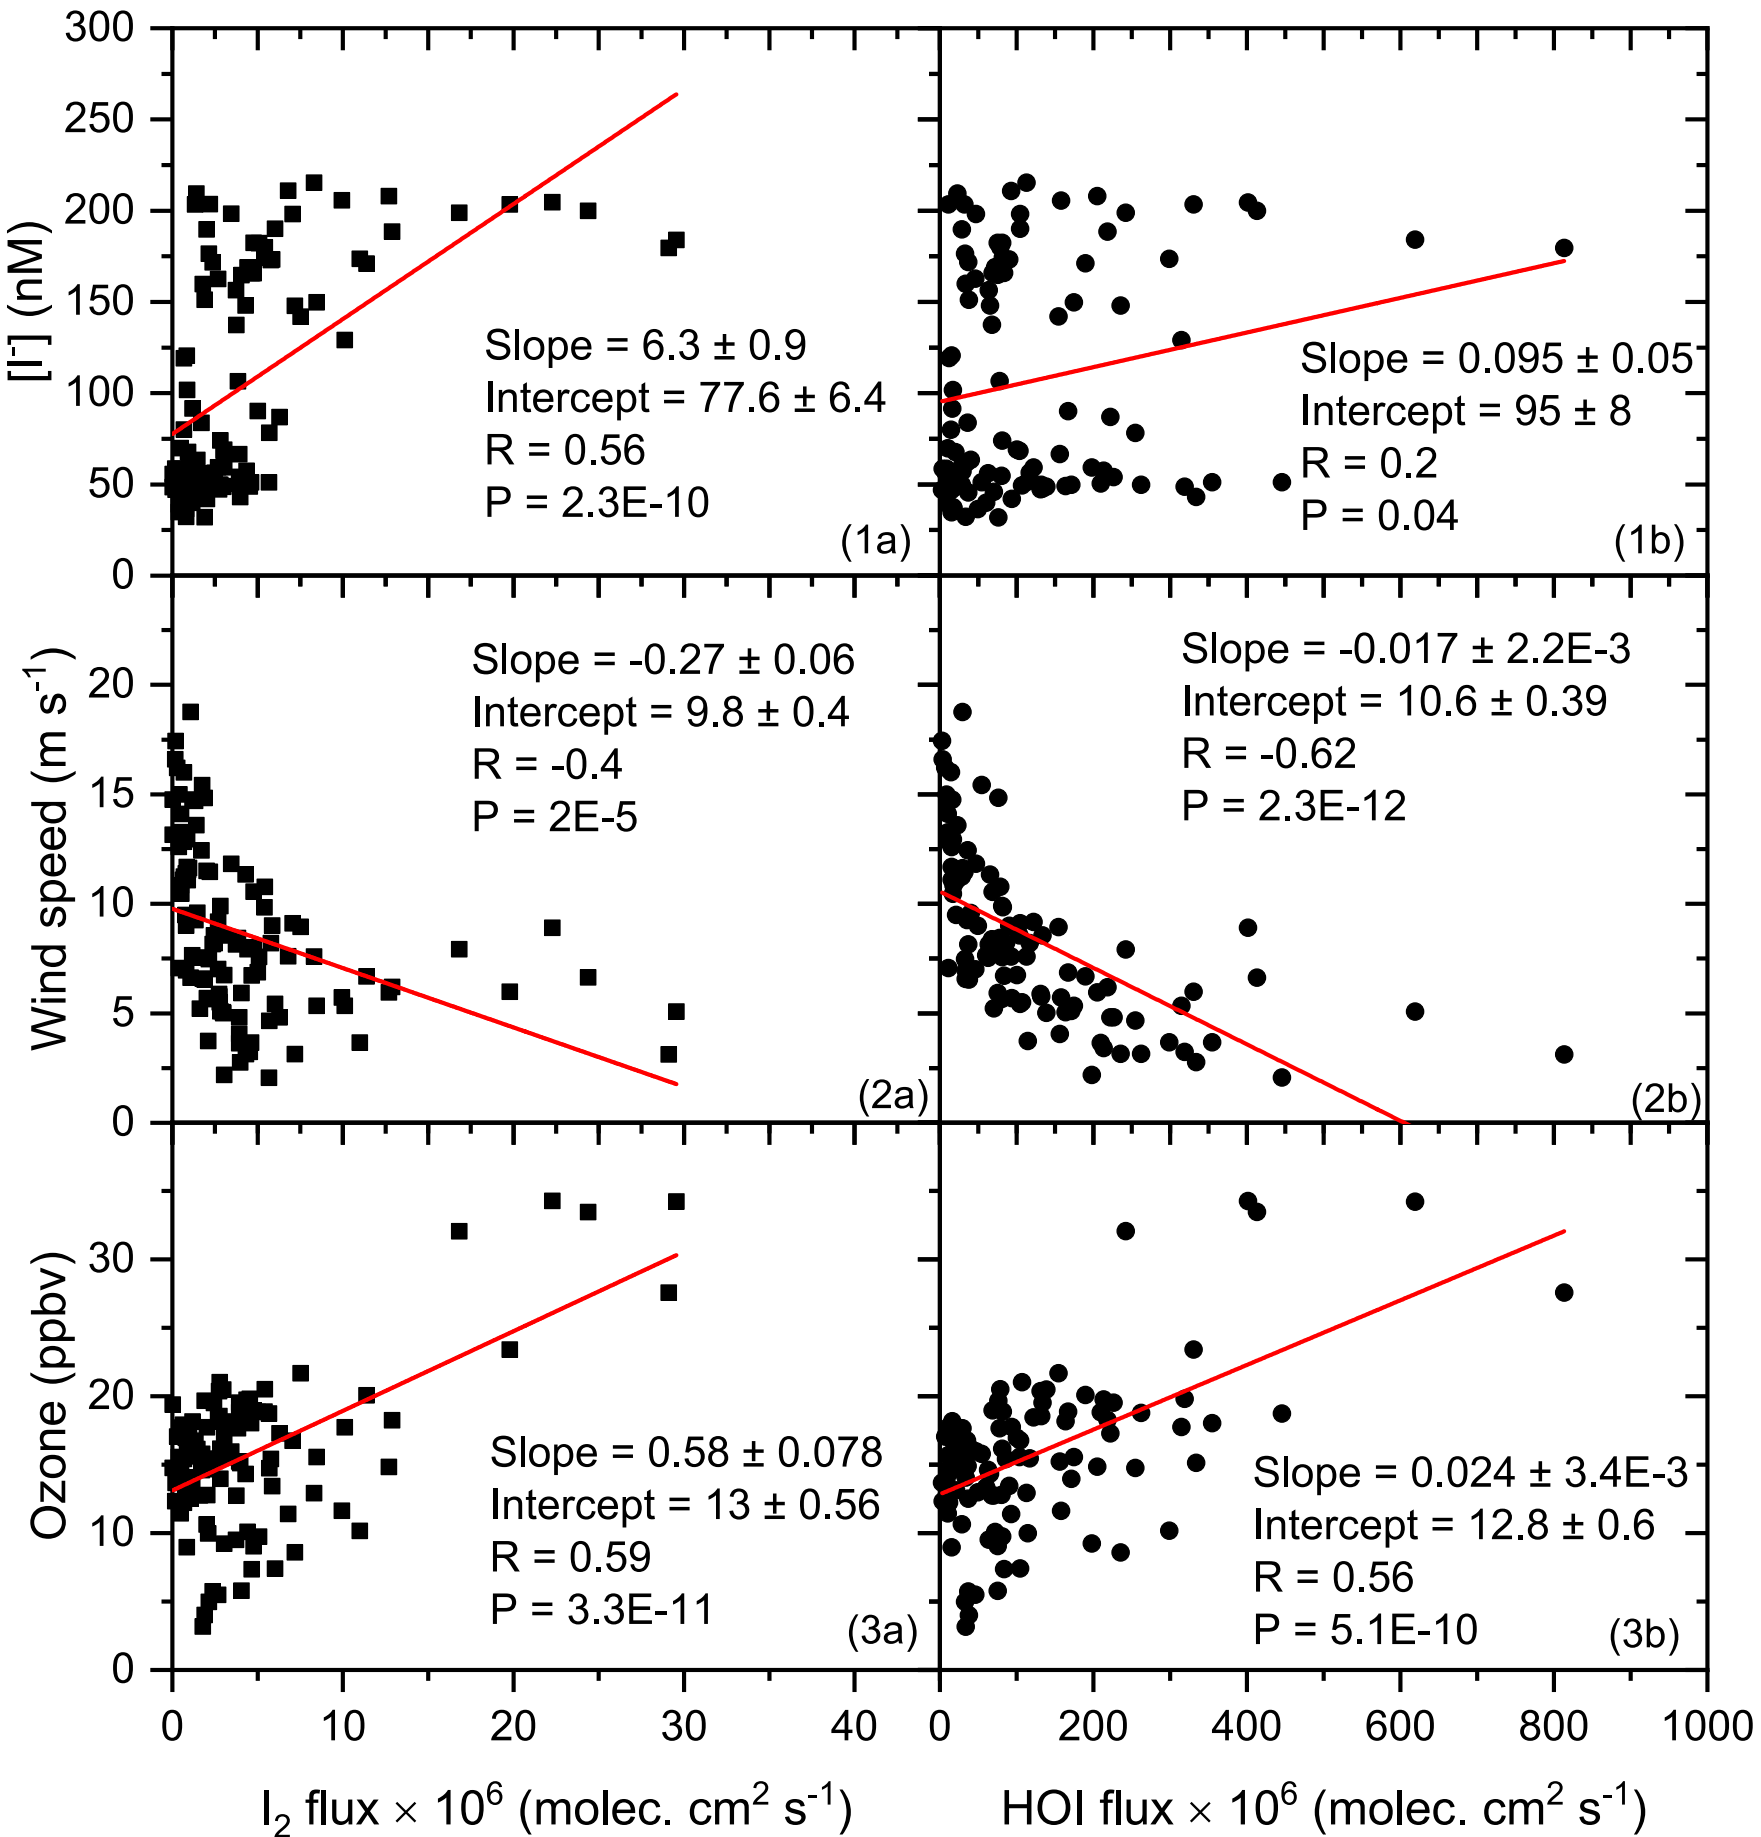 300
250
200
150
100
50
0
[I⁻] (nM)
Slope = 6.3 ± 0.9
Intercept = 77.6 ± 6.4
R = 0.56
P = 2.3E-10
(1a)
Slope = 0.095 ± 0.05
Intercept = 95 ± 8
R = 0.2
P = 0.04
(1b)
20
15
10
5
0
Wind speed (m s⁻¹)
Slope = -0.27 ± 0.06
Intercept = 9.8 ± 0.4
R = -0.4
P = 2E-5
(2a)
Slope = -0.017 ± 2.2E-3
Intercept = 10.6 ± 0.39
R = -0.62
P = 2.3E-12
(2b)
30
20
10
0
Ozone (ppbv)
Slope = 0.58 ± 0.078
Intercept = 13 ± 0.56
R = 0.59
P = 3.3E-11
(3a)
Slope = 0.024 ± 3.4E-3
Intercept = 12.8 ± 0.6
R = 0.56
P = 5.1E-10
(3b)
0 10 20 30 40
0 200 400 600 800 1000
I₂ flux × 10⁶ (molec. cm² s⁻¹)
HOI flux × 10⁶ (molec. cm² s⁻¹)